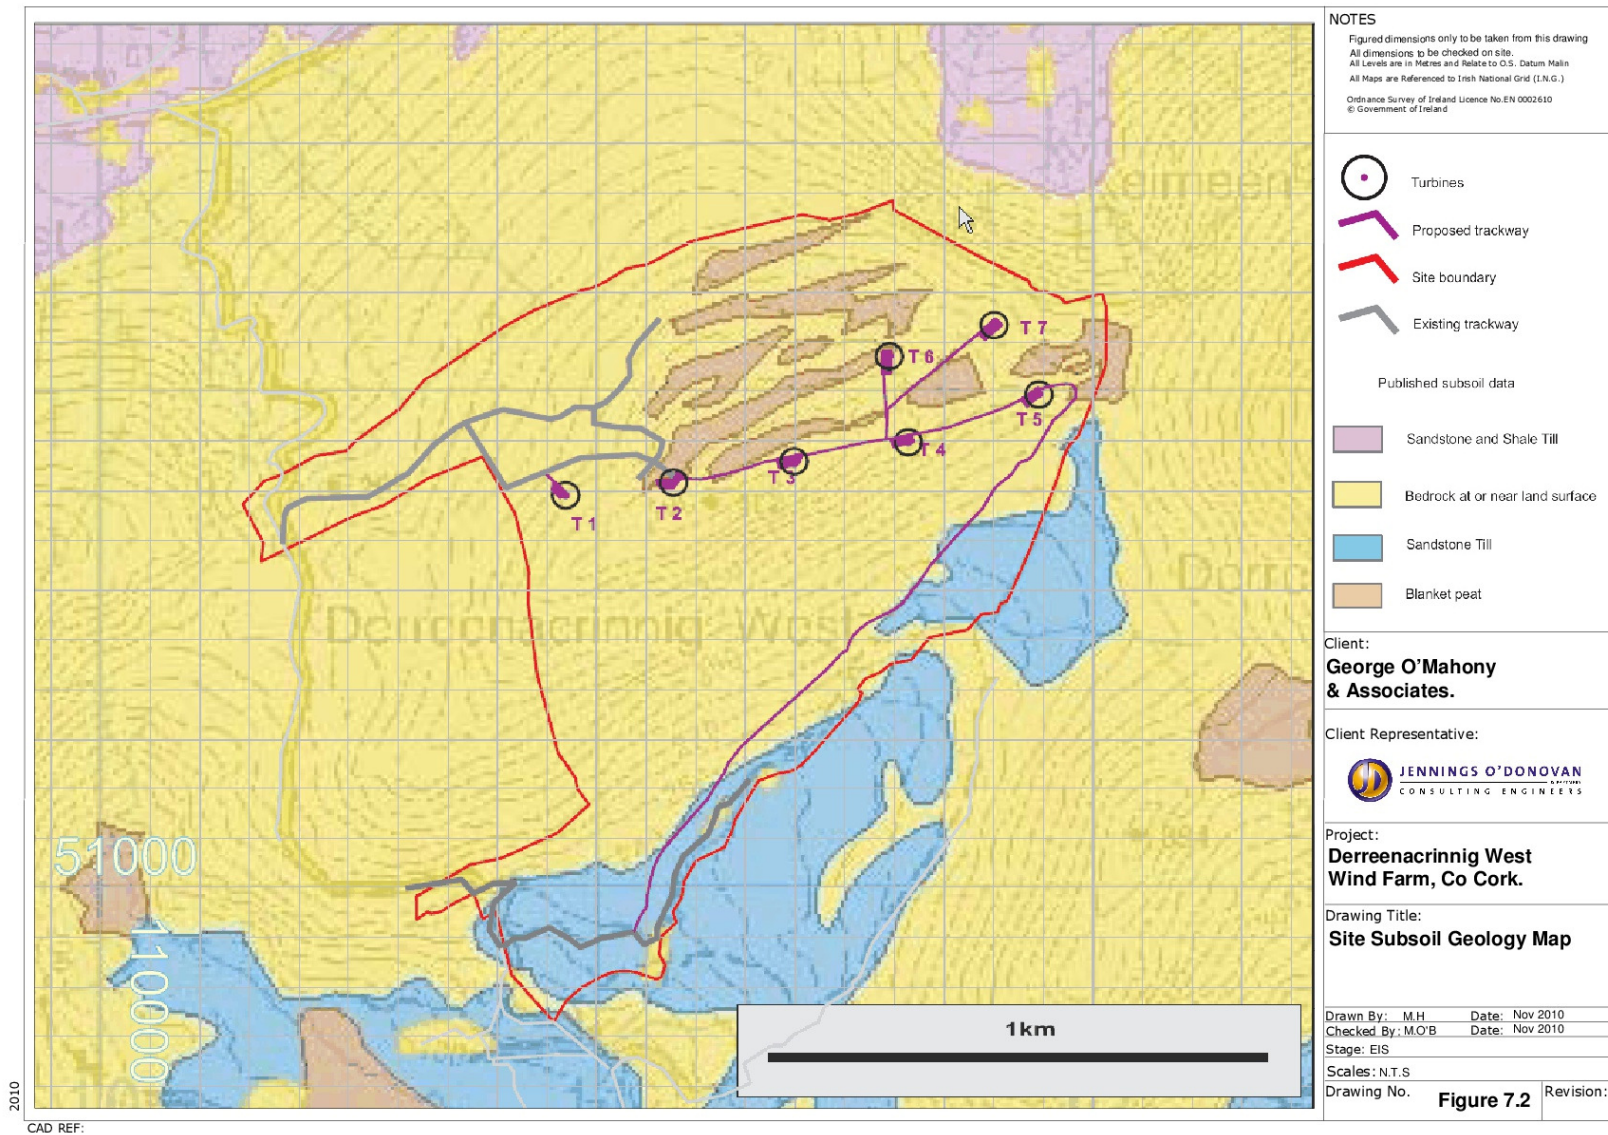 NOTES
Figured dimensions only to be taken from this drawing
All dimensions to be checked on site.
All Levels are in Metres and Relate to O.S. Datum Malin
All Maps are Referenced to Irish National Grid (I.N.G.)
Ordnance Survey of Ireland Licence No.EN 0002610
© Government of Ireland
Turbines
Proposed trackway
Site boundary
Existing trackway
Published subsoil data
Sandstone and Shale Till
Bedrock at or near land surface
Sandstone Till
Blanket peat
Client:
George O'Mahony
& Associates.
Client Representative:
JENNINGS O'DONOVAN
CONSULTING ENGINEERS
Project:
Derreenacrinnig West
Wind Farm, Co Cork.
Drawing Title:
Site Subsoil Geology Map
Drawn By: M.H Date: Nov 2010
Checked By: M.O'B Date: Nov 2010
Stage: EIS
Scales: N.T.S
Drawing No. Figure 7.2 Revision:
T 7
T 6
T 5
T 4
T 3
T 2
T 1
Derreenacrinnig West
51000
110000
1km
2010
CAD REF: